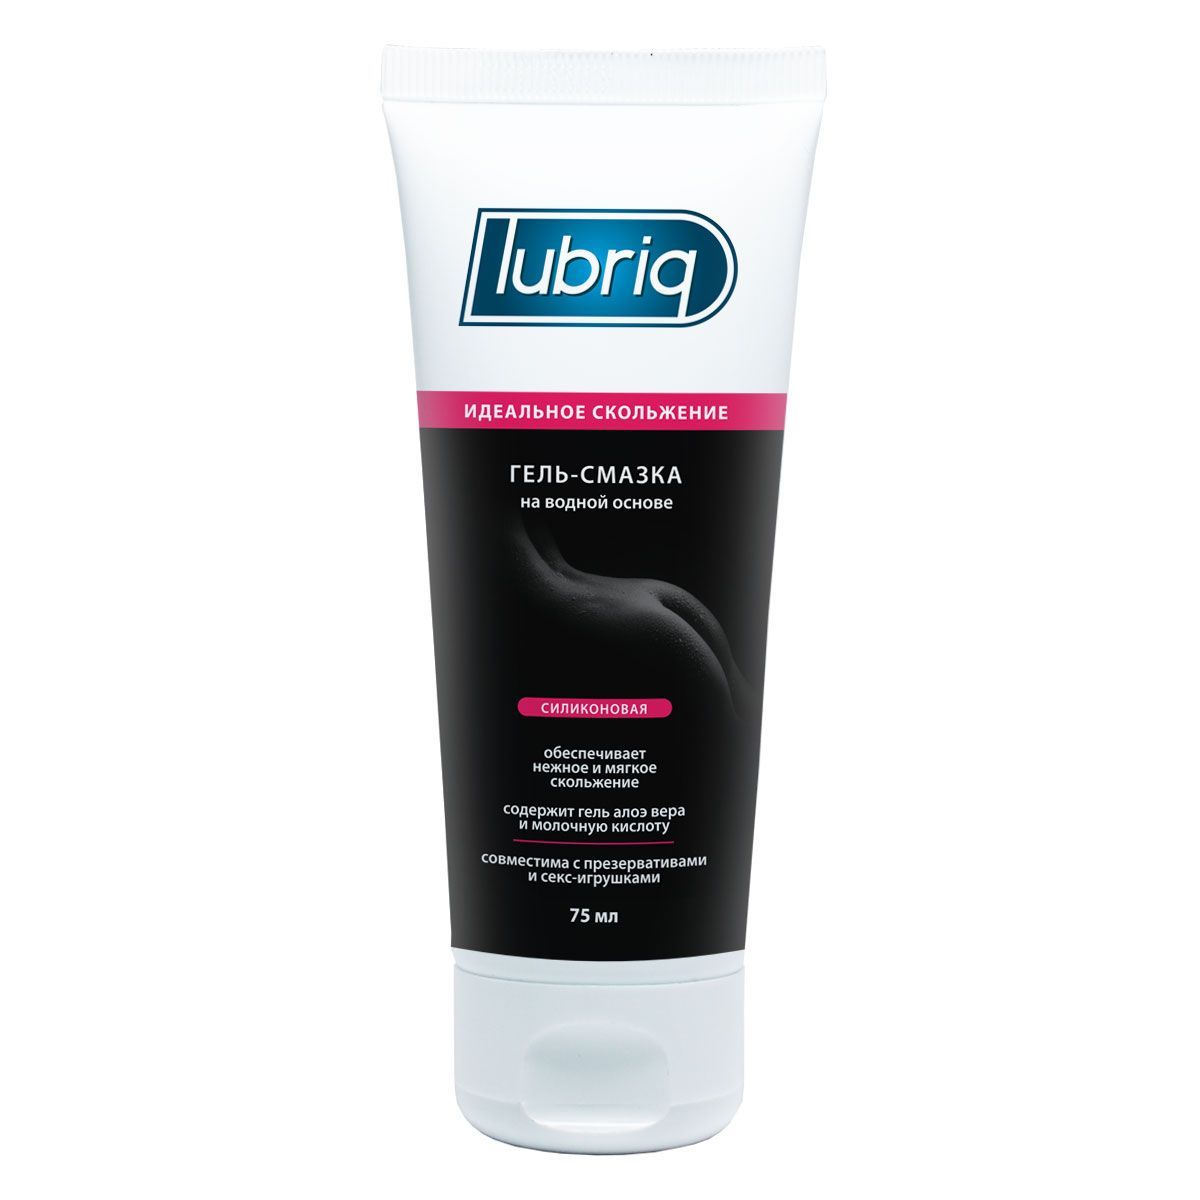 lubriq
ИДЕАЛЬНОЕ СКОЛЬЖЕНИЕ
ГЕЛЬ-СМАЗКА
на водной основе
СИЛИКОНОВАЯ
обеспечивает
нежное и мягкое
скольжение
содержит гель алоэ вера
и молочную кислоту
совместима с презервативами
и секс-игрушками
75 мл